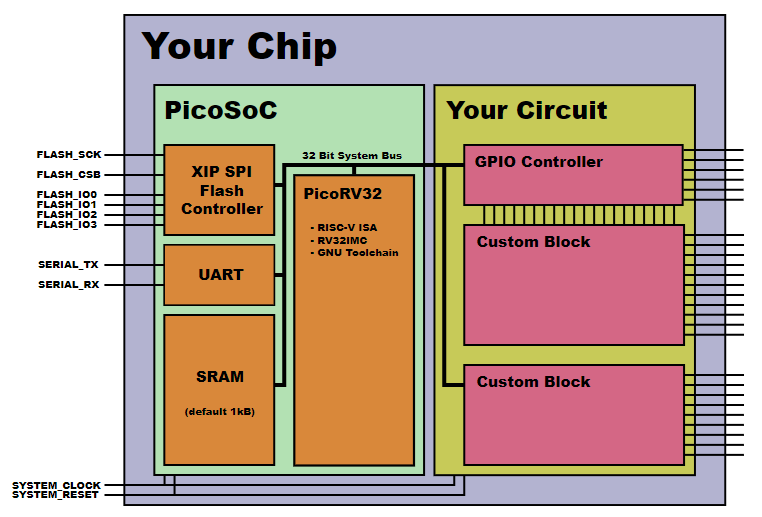 Your Chip
PicoSoC
Your Circuit
FLASH_SCK
FLASH_CSB
FLASH_IO0
FLASH_IO1
FLASH_IO2
FLASH_IO3
SERIAL_TX
SERIAL_RX
SYSTEM_CLOCK
SYSTEM_RESET
XIP SPI
Flash
Controller
UART
SRAM
(default 1kB)
32 Bit System Bus
PicoRV32
- RISC-V ISA
- RV32IMC
- GNU Toolchain
GPIO Controller
Custom Block
Custom Block